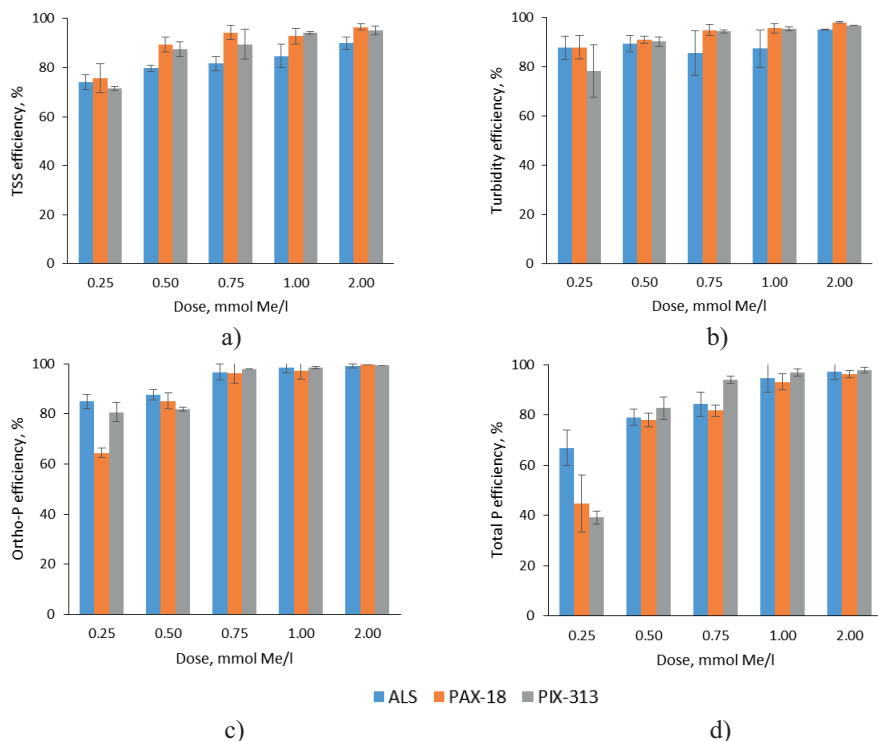 TSS efficiency, %
100
80
60
40
20
0
0.25 0.50 0.75 1.00 2.00
Dose, mmol Me/l
a)
Turbidity efficiency, %
100
80
60
40
20
0
0.25 0.50 0.75 1.00 2.00
Dose, mmol Me/l
b)
Ortho-P efficiency, %
100
80
60
40
20
0
0.25 0.50 0.75 1.00 2.00
Dose, mmol Me/l
Total P efficiency, %
100
80
60
40
20
0
0.25 0.50 0.75 1.00 2.00
Dose, mmol Me/l
ALS PAX-18 PIX-313
c)
d)